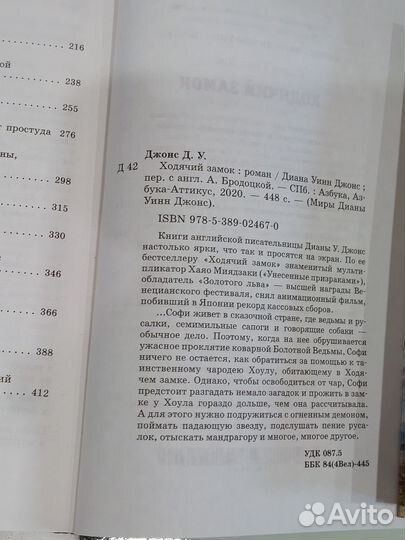 216
ой
238
255
т простуда 276
ны,
298
315
330
346
366
388
ий
412
Джонс Д. У.
Д 42 Ходячий замок : роман / Диана Уинн Джонс ;
пер. с англ. А. Бродоцкой. — СПб. : Азбука, Аз-
бука-Аттикус, 2020. — 448 с. — (Миры Дианы
Уинн Джонс).
ISBN 978-5-389-02467-0
Книги английской писательницы Дианы У. Джонс
настолько ярки, что так и просятся на экран. По ее
бестселлеру «Ходячий замок» знаменитый мульти-
пликатор Хаяо Миядзаки («Унесенные призраками»),
обладатель «Золотого льва» — высшей награды Ве-
нецианского фестиваля, снял анимационный фильм,
побивший в Японии рекорд кассовых сборов.
...Софи живет в сказочной стране, где ведьмы и ру-
салки, семимильные сапоги и говорящие собаки —
обычное дело. Поэтому, когда на нее обрушивается
ужасное проклятие коварной Болотной Ведьмы, Софи
ничего не остается, как обратиться за помощью к та-
инственному чародею Хоулу, обитающему в Ходя-
чем замке. Однако, чтобы освободиться от чар, Софи
предстоит разгадать немало загадок и прожить в зам-
ке у Хоула гораздо дольше, чем она рассчитывала.
А для этого нужно подружиться с огненным демоном,
поймать падающую звезду, подслушать пение руса-
лок, отыскать мандрагору и многое, многое другое.
УДК 087.5
ББК 84(4Вел)-445
Avito